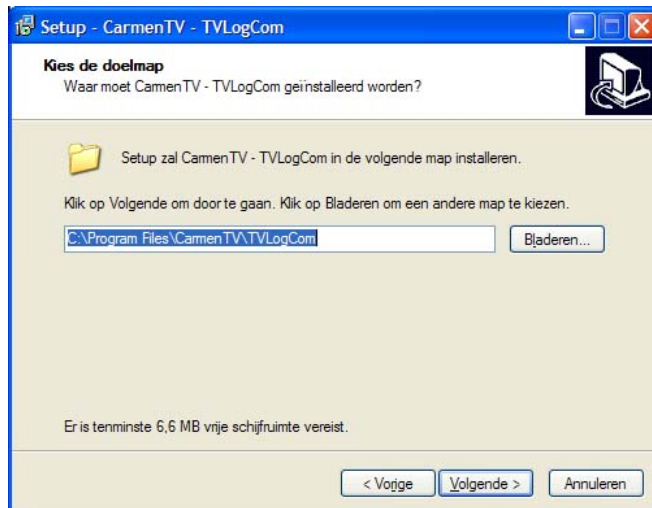 Setup - CarmenTV - TVLogCom
Kies de doelmap
Waar moet CarmenTV - TVLogCom geïnstalleerd worden?
Setup zal CarmenTV - TVLogCom in de volgende map installeren.
Klik op Volgende om door te gaan. Klik op Bladeren om een andere map te kiezen.
C:\Program Files\CarmenTV\TVLogCom
Bladeren...
Er is tenminste 6,6 MB vrije schijfruimte vereist.
< Vorige
Volgende >
Annuleren